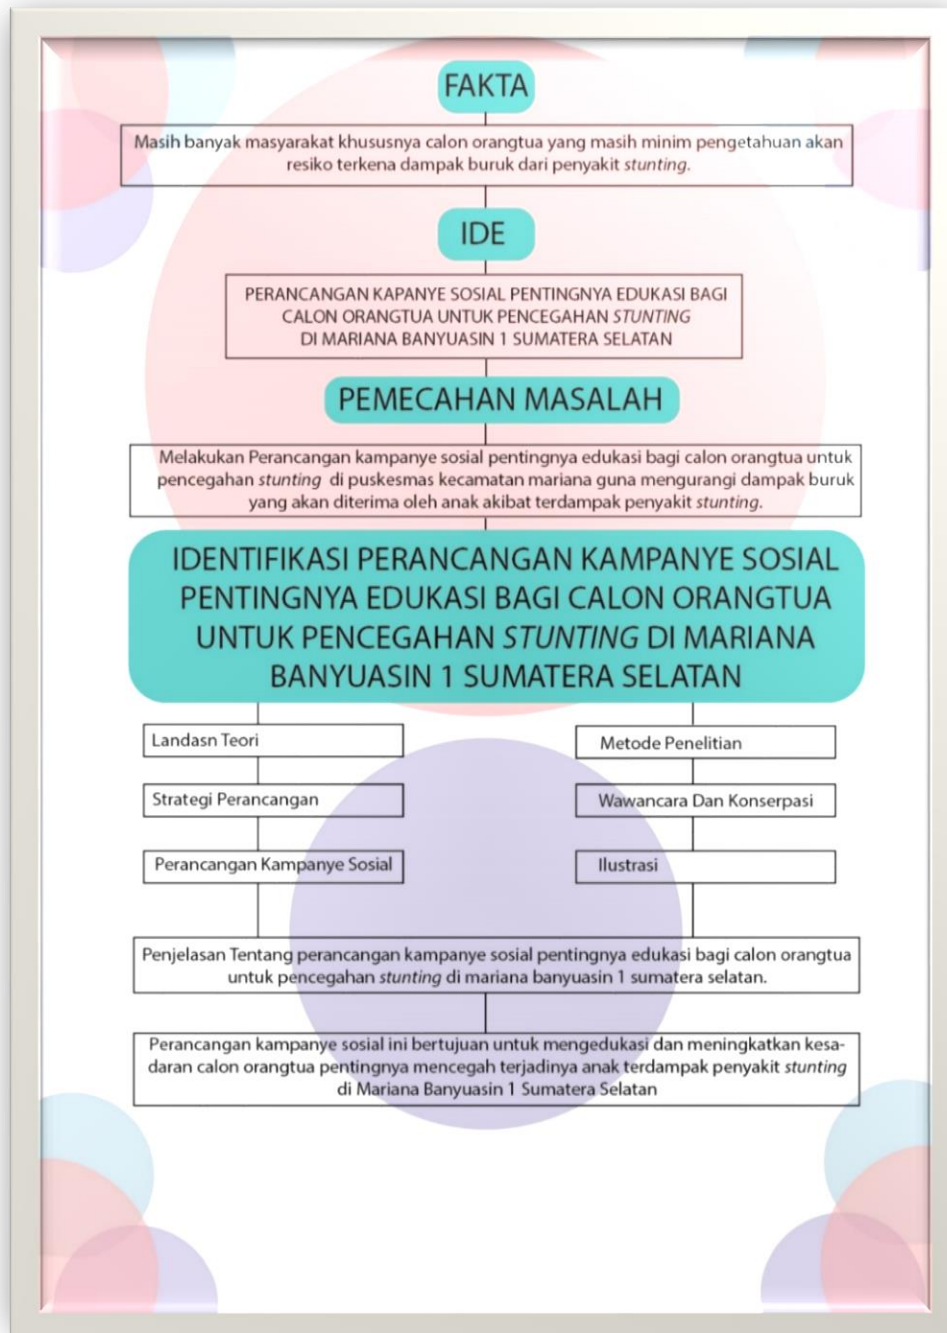 FAKTA
Masih banyak masyarakat khususnya calon orangtua yang masih minim pengetahuan akan
resiko terkena dampak buruk dari penyakit stunting.
IDE
PERANCANGAN KAPANYE SOSIAL PENTINGNYA EDUKASI BAGI
CALON ORANGTUA UNTUK PENCEGAHAN STUNTING
DI MARIANA BANYUASIN 1 SUMATERA SELATAN
PEMECAHAN MASALAH
Melakukan Perancangan kampanye sosial pentingnya edukasi bagi calon orangtua untuk
pencegahan stunting di puskesmas kecamatan mariana guna mengurangi dampak buruk
yang akan diterima oleh anak akibat terdampak penyakit stunting.
IDENTIFIKASI PERANCANGAN KAMPANYE SOSIAL
PENTINGNYA EDUKASI BAGI CALON ORANGTUA
UNTUK PENCEGAHAN STUNTING DI MARIANA
BANYUASIN 1 SUMATERA SELATAN
Landasn Teori
Metode Penelitian
Strategi Perancangan
Wawancara Dan Konserpasi
Perancangan Kampanye Sosial
Ilustrasi
Penjelasan Tentang perancangan kampanye sosial pentingnya edukasi bagi calon orangtua
untuk pencegahan stunting di mariana banyuasin 1 sumatera selatan.
Perancangan kampanye sosial ini bertujuan untuk mengedukasi dan meningkatkan kesa-
daran calon orangtua pentingnya mencegah terjadinya anak terdampak penyakit stunting
di Mariana Banyuasin 1 Sumatera Selatan